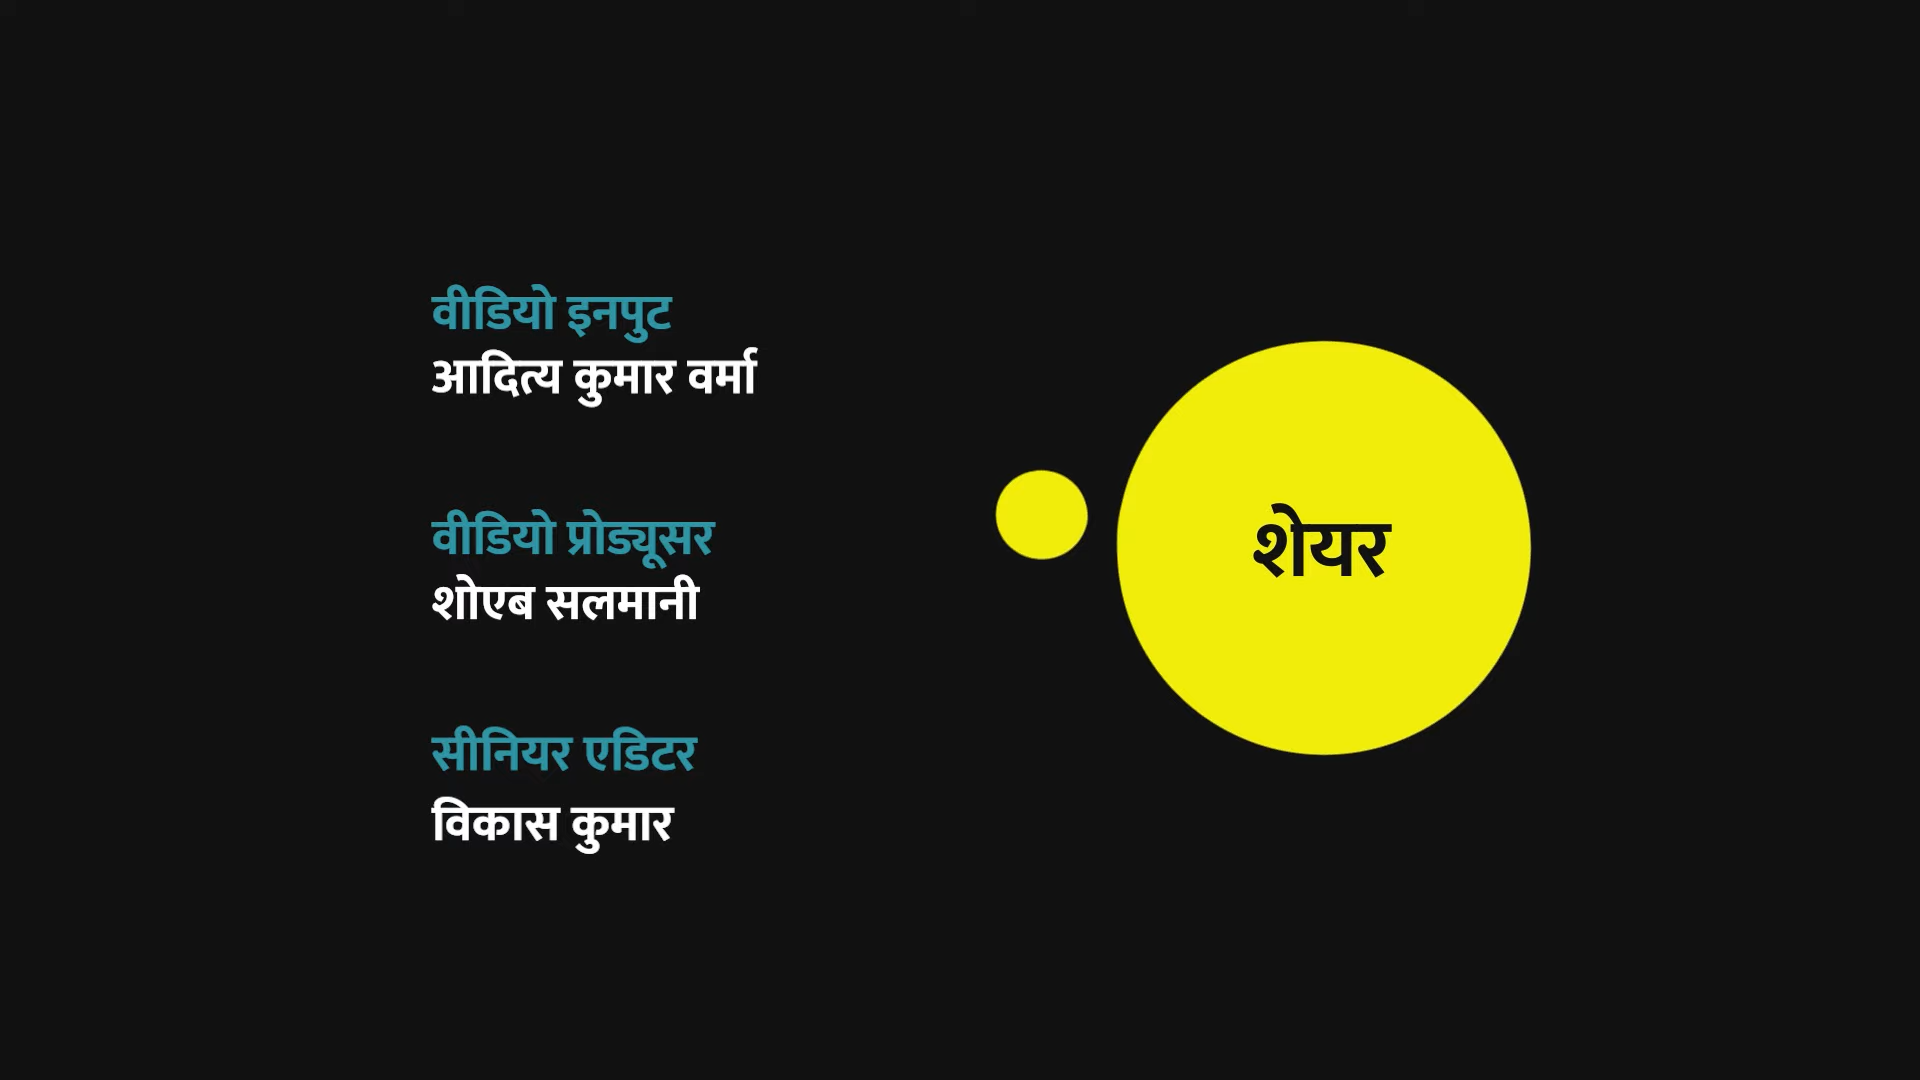 वीडियो इनपुट
आदित्य कुमार वर्मा
वीडियो प्रोड्यूसर
शोएब सलमानी
सीनियर एडिटर
विकास कुमार
शेयर